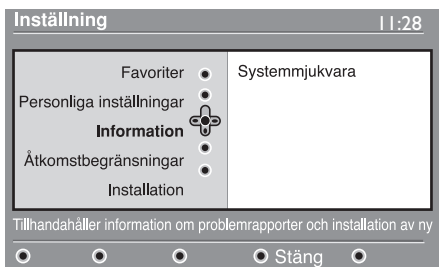 Inställning 11:28
Favoriter
Personliga inställningar
Information
Åtkomstbegränsningar
Installation
Systemmjukvara
Tillhandahåller information om problemrapporter och installation av ny
Stäng